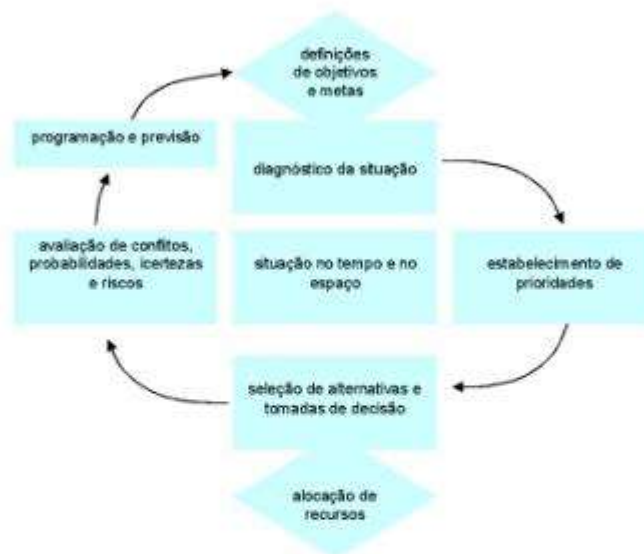 definições
de objetivos
e metas
programação e previsão
diagnóstico da situação
avaliação de conflitos,
probabilidades, icertezas
e riscos
situação no tempo e no
espaço
estabelecimento de
prioridades
seleção de alternativas e
tomadas de decisão
alocação de
recursos